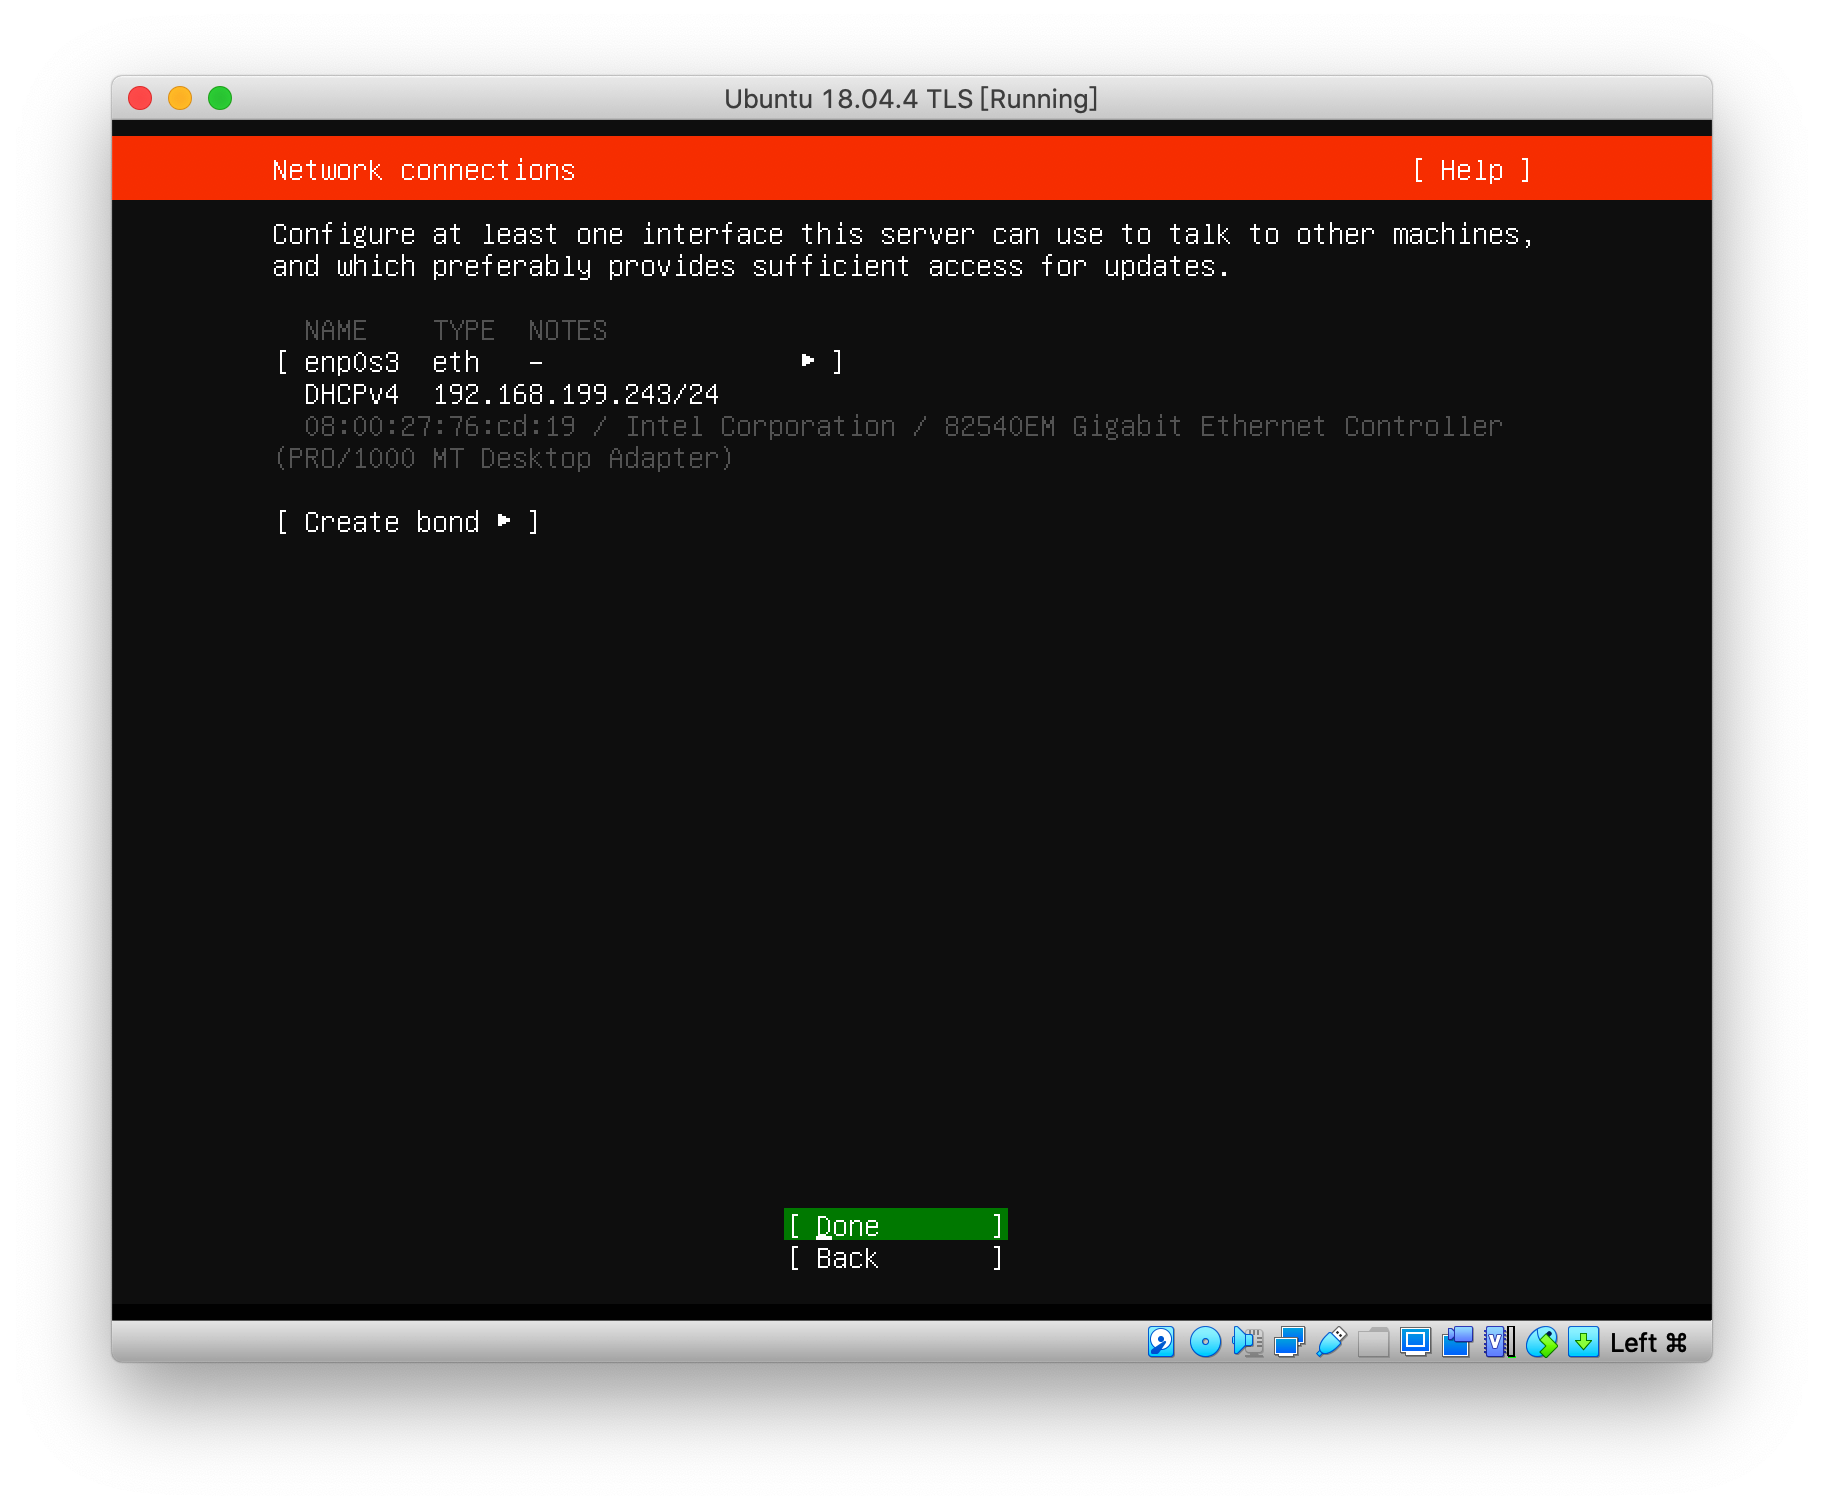 Ubuntu 18.04.4 TLS [Running]
Network connections [ Help ]
Configure at least one interface this server can use to talk to other machines,
and which preferably provides sufficient access for updates.
NAME TYPE NOTES
[ enp0s3 eth - ▸ ]
DHCPv4 192.168.199.243/24
08:00:27:76:cd:19 / Intel Corporation / 82540EM Gigabit Ethernet Controller
(PRO/1000 MT Desktop Adapter)
[ Create bond ▸ ]
[ Done ]
[ Back ]
Left ⌘